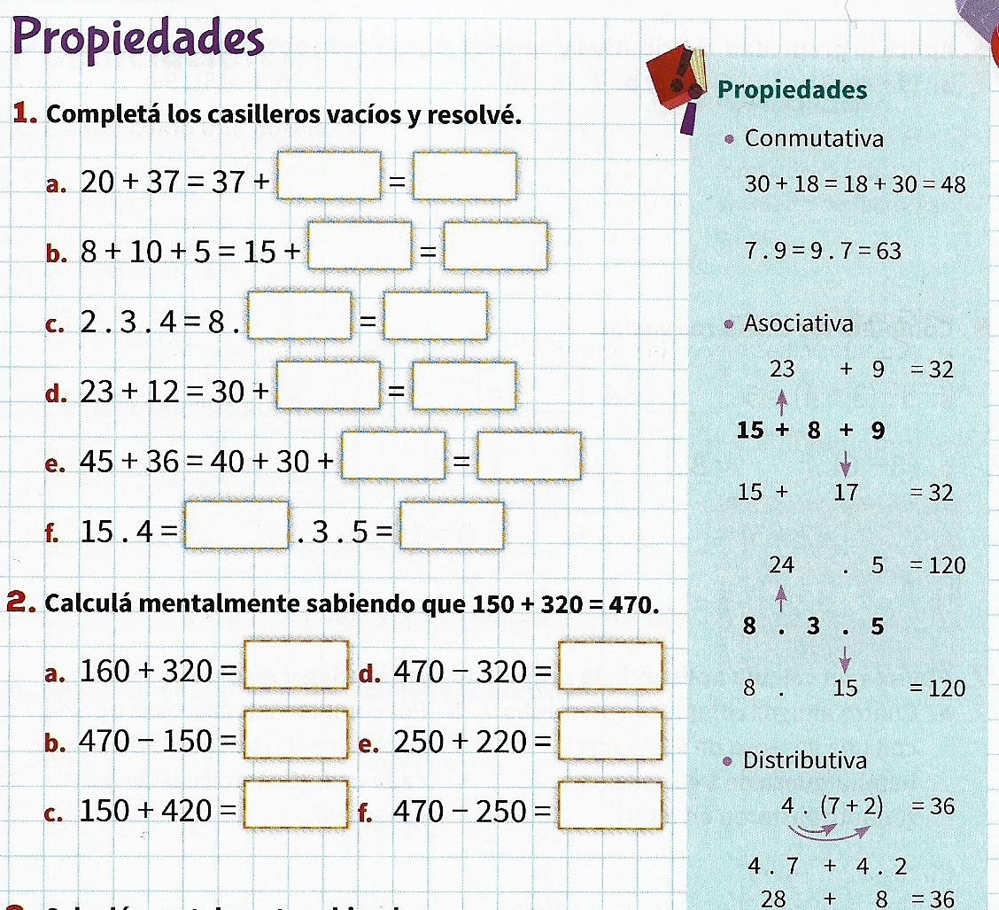 Propiedades
1. Completá los casilleros vacíos y resolvé.
a. 20 + 37 = 37 + =
b. 8 + 10 + 5 = 15 + =
c. 2 . 3 . 4 = 8 . =
d. 23 + 12 = 30 + =
e. 45 + 36 = 40 + 30 + =
f. 15 . 4 = . 3 . 5 =
2. Calculá mentalmente sabiendo que 150 + 320 = 470.
a. 160 + 320 = d. 470 − 320 =
b. 470 − 150 = e. 250 + 220 =
c. 150 + 420 = f. 470 − 250 =
Propiedades
• Conmutativa
30 + 18 = 18 + 30 = 48
7 . 9 = 9 . 7 = 63
• Asociativa
23 + 9 = 32
15 + 8 + 9
15 + 17 = 32
24 . 5 = 120
8 . 3 . 5
8 . 15 = 120
• Distributiva
4 . (7 + 2) = 36
4 . 7 + 4 . 2
28 + 8 = 36